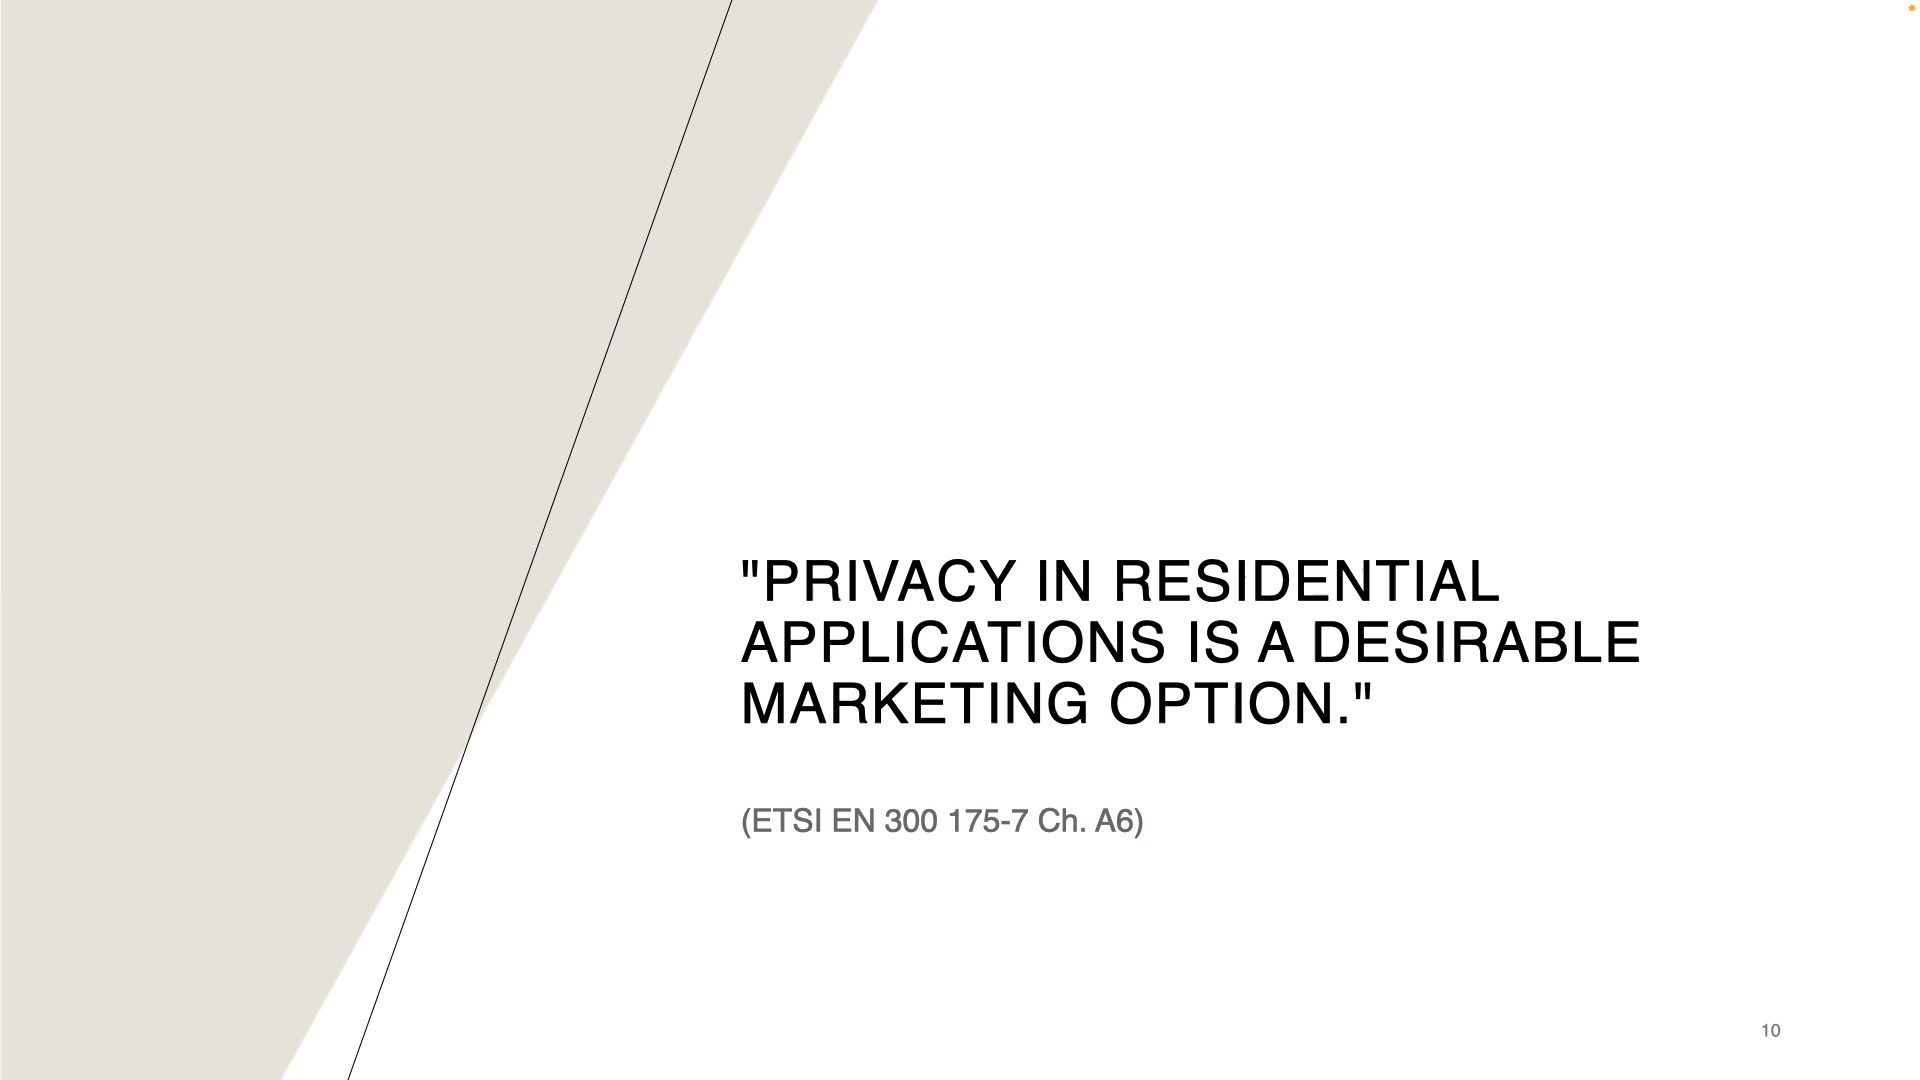 "PRIVACY IN RESIDENTIAL
APPLICATIONS IS A DESIRABLE
MARKETING OPTION."
(ETSI EN 300 175-7 Ch. A6)
10